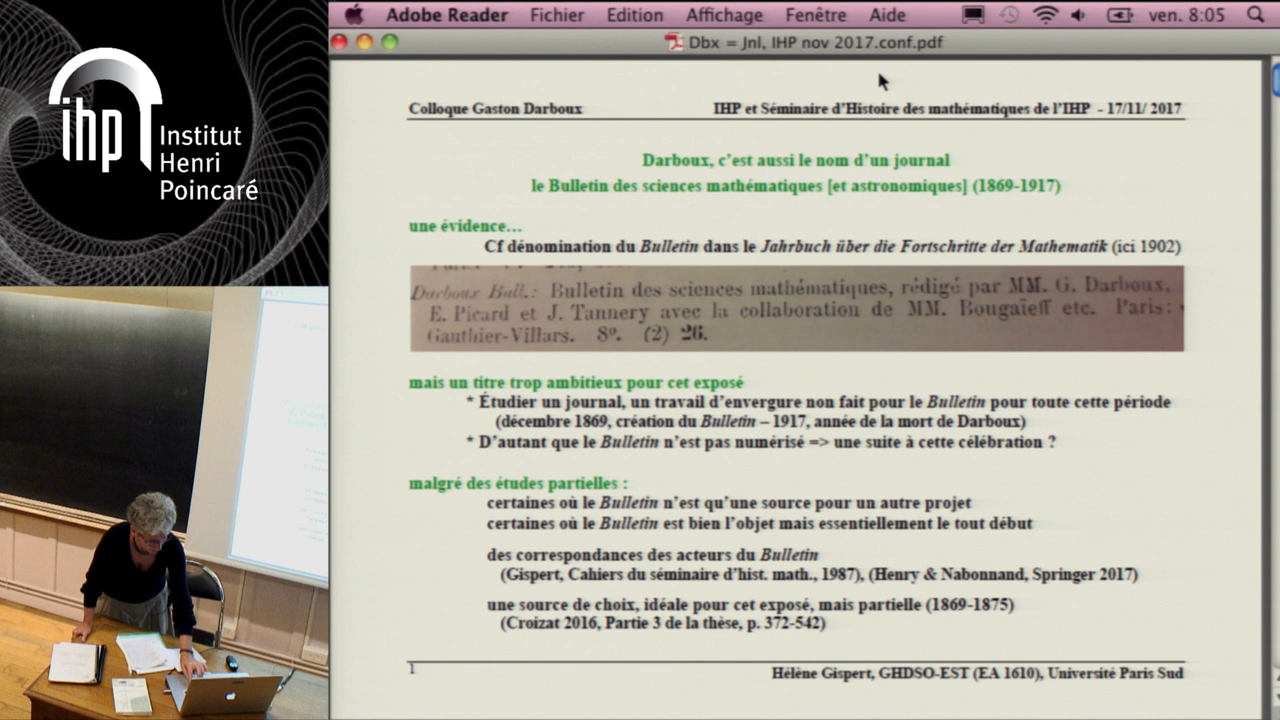 ihp Institut
Henri
Poincaré
Adobe Reader Fichier Edition Affichage Fenêtre Aide ven. 8:05
Dbx = Jnl, IHP nov 2017.conf.pdf
Colloque Gaston Darboux IHP et Séminaire d'Histoire des mathématiques de l'IHP - 17/11/ 2017
Darboux, c'est aussi le nom d'un journal
le Bulletin des sciences mathématiques [et astronomiques] (1869-1917)
une évidence…
Cf dénomination du Bulletin dans le Jahrbuch über die Fortschritte der Mathematik (ici 1902)
Darboux Bull.: Bulletin des sciences mathématiques, rédigé par MM. G. Darboux,
E. Picard et J. Tannery avec la collaboration de MM. Bougaïeff etc. Paris:
Gauthier-Villars. 8º. (2) 26.
mais un titre trop ambitieux pour cet exposé
* Étudier un journal, un travail d'envergure non fait pour le Bulletin pour toute cette période
(décembre 1869, création du Bulletin – 1917, année de la mort de Darboux)
* D'autant que le Bulletin n'est pas numérisé => une suite à cette célébration ?
malgré des études partielles :
certaines où le Bulletin n'est qu'une source pour un autre projet
certaines où le Bulletin est bien l'objet mais essentiellement le tout début
des correspondances des acteurs du Bulletin
(Gispert, Cahiers du séminaire d'hist. math., 1987), (Henry & Nabonnand, Springer 2017)
une source de choix, idéale pour cet exposé, mais partielle (1869-1875)
(Croizat 2016, Partie 3 de la thèse, p. 372-542)
1 Hélène Gispert, GHDSO-EST (EA 1610), Université Paris Sud